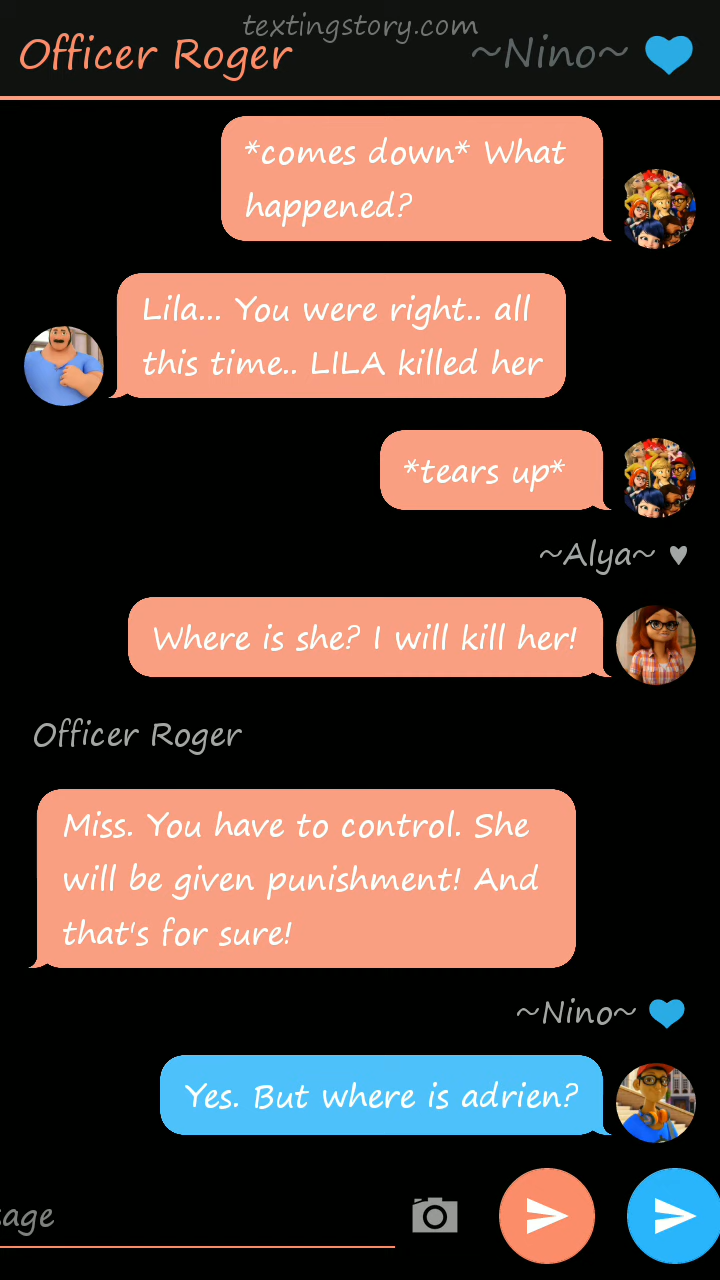 textingstory.com
Officer Roger
~Nino~ 💙
*comes down* What
happened?
Lila... You were right.. all
this time.. LILA killed her
*tears up*
~Alya~ ♥
Where is she? I will kill her!
Officer Roger
Miss. You have to control. She
will be given punishment! And
that's for sure!
~Nino~ 💙
Yes. But where is adrien?
sage